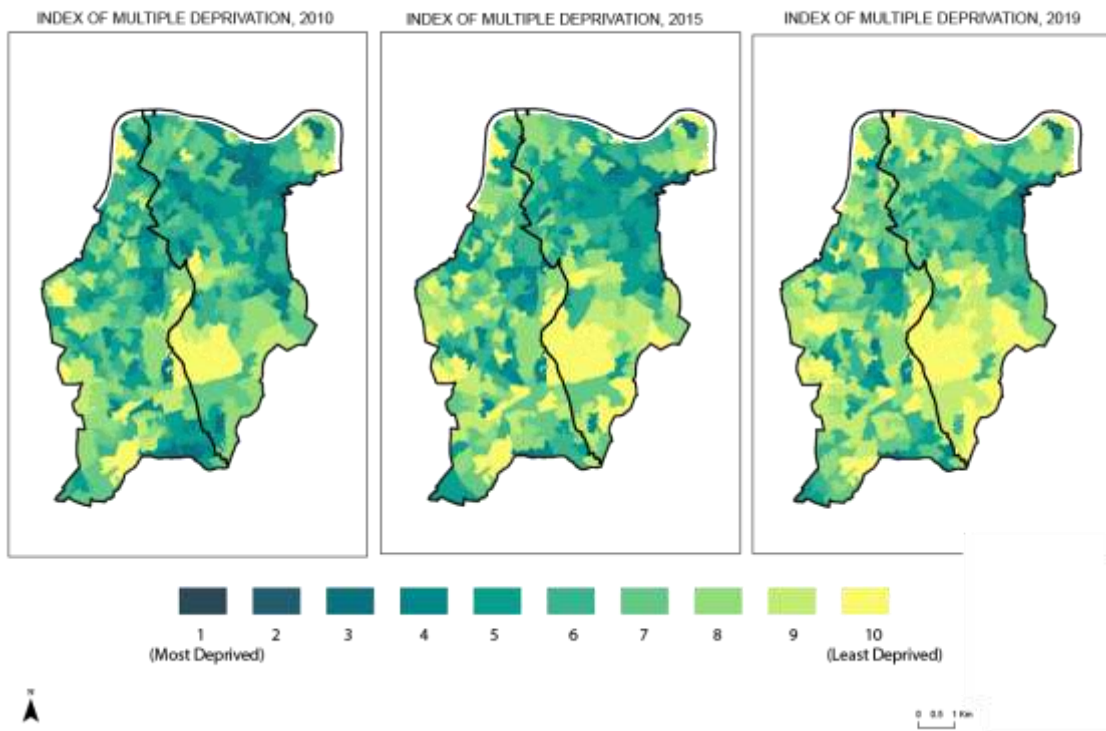 INDEX OF MULTIPLE DEPRIVATION, 2010
INDEX OF MULTIPLE DEPRIVATION, 2015
INDEX OF MULTIPLE DEPRIVATION, 2019
1 2 3 4 5 6 7 8 9 10
(Most Deprived) (Least Deprived)
N
0 0.5 1 Km